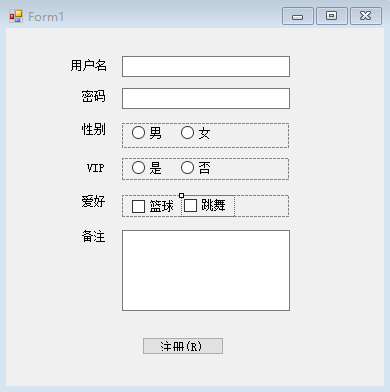 Form1
用户名
密码
性别 男 女
VIP 是 否
爱好 篮球 跳舞
备注
注册(R)